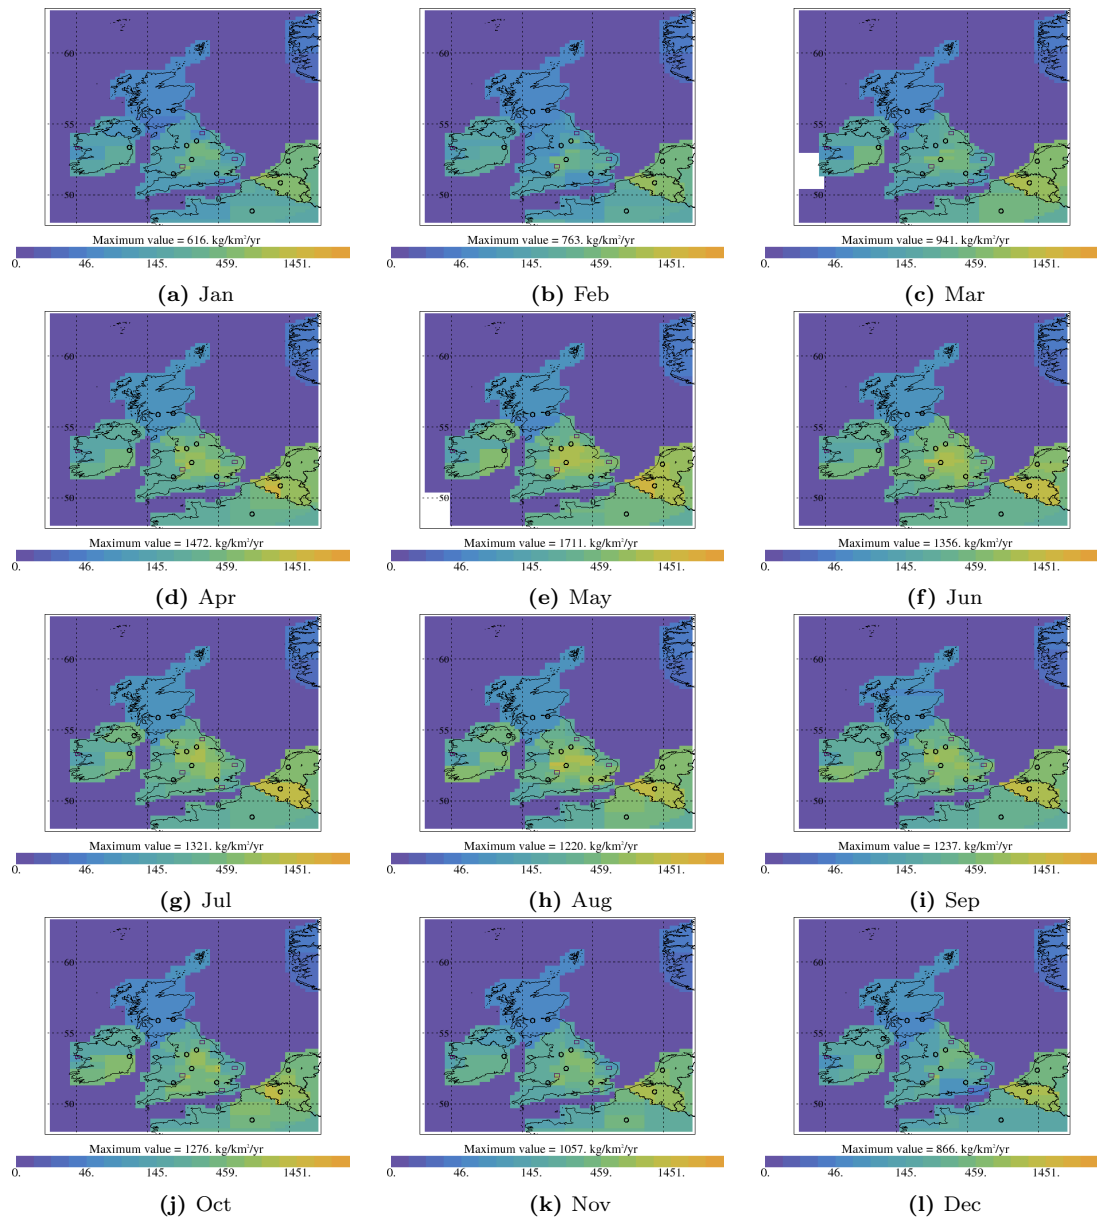 60 60 60
55 55 55
50 50 50
Maximum value = 616. kg/km²/yr Maximum value = 763. kg/km²/yr Maximum value = 941. kg/km²/yr
0. 46. 145. 459. 1451. 0. 46. 145. 459. 1451. 0. 46. 145. 459. 1451.
(a) Jan (b) Feb (c) Mar
60 60 60
55 55 55
50 50 50
Maximum value = 1472. kg/km²/yr Maximum value = 1711. kg/km²/yr Maximum value = 1356. kg/km²/yr
0. 46. 145. 459. 1451. 0. 46. 145. 459. 1451. 0. 46. 145. 459. 1451.
(d) Apr (e) May (f) Jun
60 60 60
55 55 55
50 50 50
Maximum value = 1321. kg/km²/yr Maximum value = 1220. kg/km²/yr Maximum value = 1237. kg/km²/yr
0. 46. 145. 459. 1451. 0. 46. 145. 459. 1451. 0. 46. 145. 459. 1451.
(g) Jul (h) Aug (i) Sep
60 60 60
55 55 55
50 50 50
Maximum value = 1276. kg/km²/yr Maximum value = 1057. kg/km²/yr Maximum value = 866. kg/km²/yr
0. 46. 145. 459. 1451. 0. 46. 145. 459. 1451. 0. 46. 145. 459. 1451.
(j) Oct (k) Nov (l) Dec